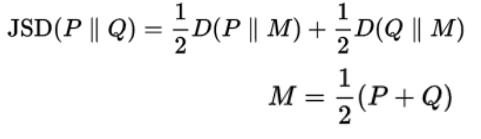 JSD(P ∥ Q) = 1/2 D(P ∥ M) + 1/2 D(Q ∥ M)
M = 1/2 (P + Q)